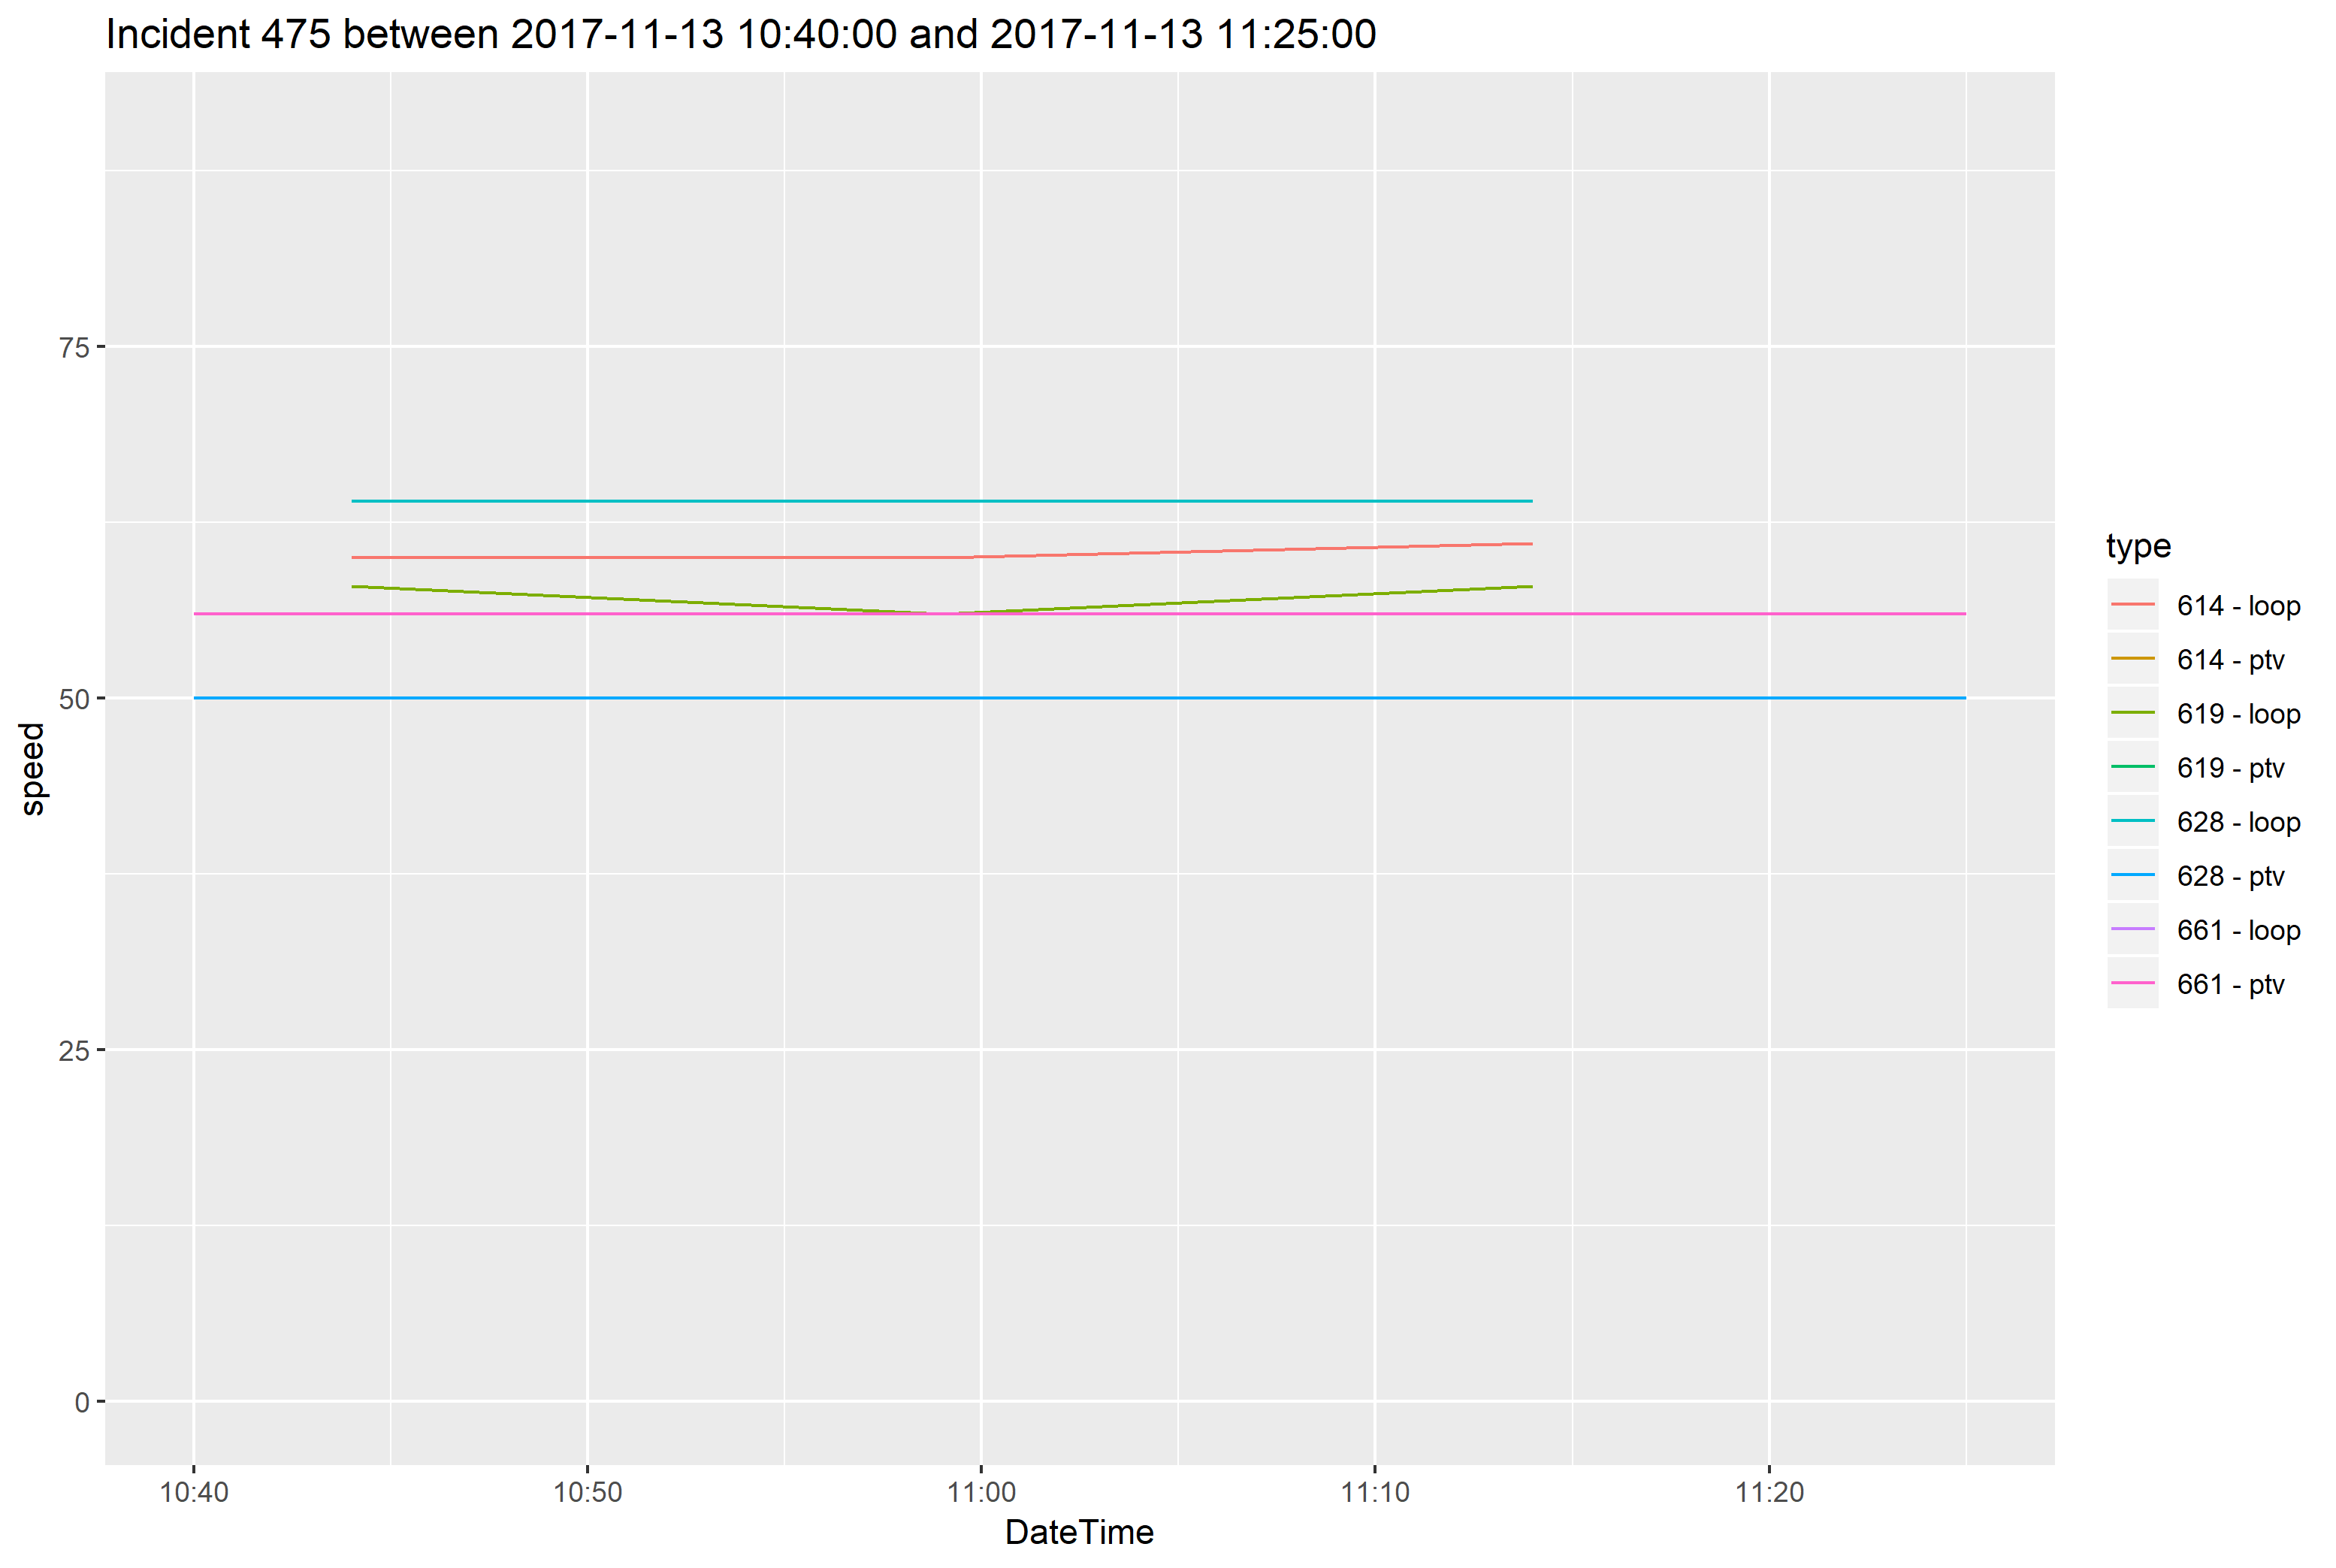 Incident 475 between 2017-11-13 10:40:00 and 2017-11-13 11:25:00
75
50
25
0
speed
10:40
10:50
11:00
11:10
11:20
DateTime
type
614 - loop
614 - ptv
619 - loop
619 - ptv
628 - loop
628 - ptv
661 - loop
661 - ptv